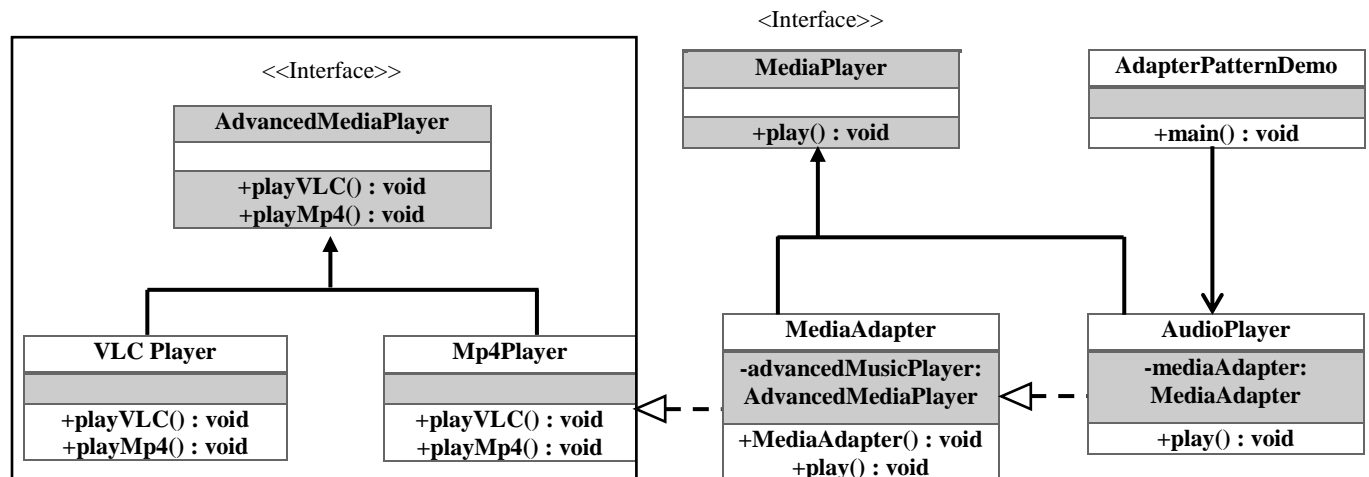 <Interface>>
<<Interface>>
AdvancedMediaPlayer
+playVLC() : void
+playMp4() : void
VLC Player
+playVLC() : void
+playMp4() : void
Mp4Player
+playVLC() : void
+playMp4() : void
MediaPlayer
+play() : void
AdapterPatternDemo
+main() : void
MediaAdapter
-advancedMusicPlayer:
AdvancedMediaPlayer
+MediaAdapter() : void
+play() : void
AudioPlayer
-mediaAdapter:
MediaAdapter
+play() : void